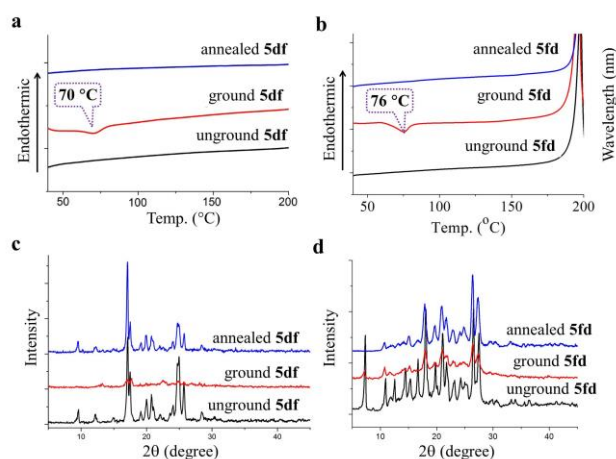 a
Endothermic
annealed 5df
70 °C
ground 5df
unground 5df
50 100 150 200
Temp. (°C)
b
Endothermic
annealed 5fd
76 °C
ground 5fd
unground 5fd
50 100 150 200
Temp. (°C)
Wavelength (nm)
c
Intensity
annealed 5df
ground 5df
unground 5df
10 20 30 40
2θ (degree)
d
Intensity
annealed 5fd
ground 5fd
unground 5fd
10 20 30 40
2θ (degree)